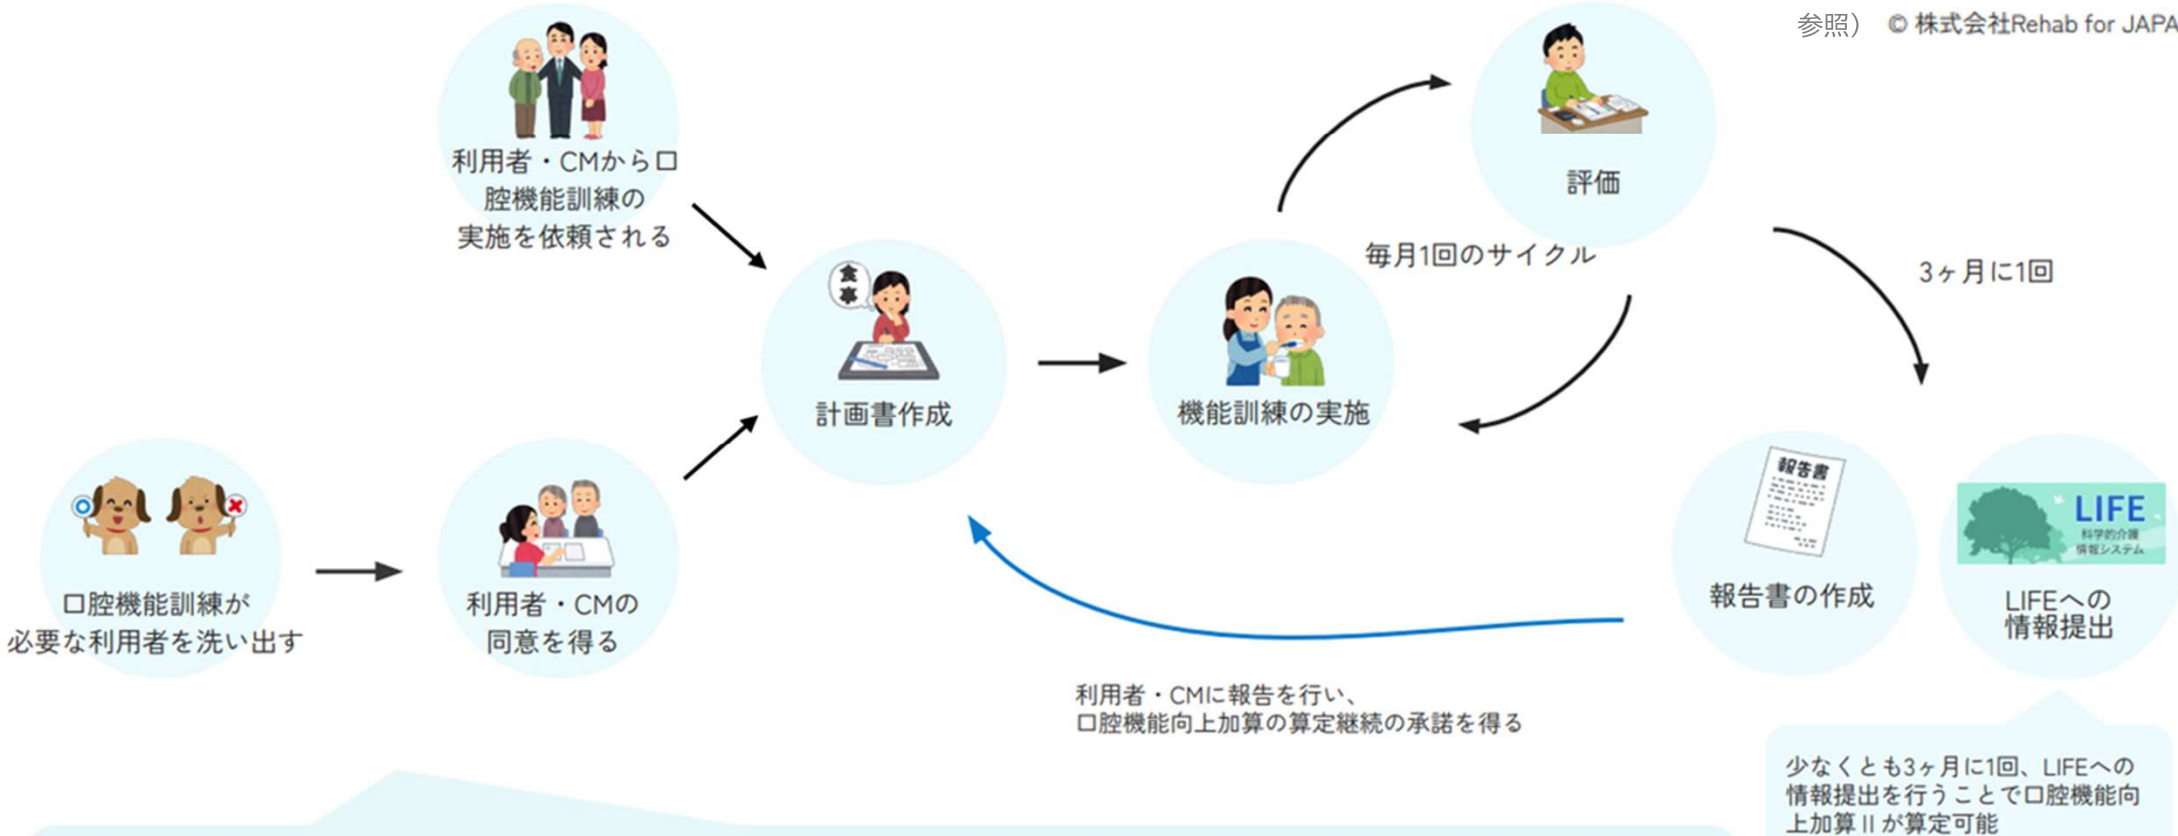 参照) © 株式会社Rehab for JAPA
利用者・CMから口
腔機能訓練の
実施を依頼される
評価
毎月1回のサイクル
3ヶ月に1回
食
事
計画書作成
機能訓練の実施
口腔機能訓練が
必要な利用者を洗い出す
利用者・CMの
同意を得る
報告書
報告書の作成
LIFE
科学的介護
情報システム
LIFEへの
情報提出
利用者・CMに報告を行い、
口腔機能向上加算の算定継続の承諾を得る
少なくとも3ヶ月に1回、LIFEへの
情報提出を行うことで口腔機能向
上加算Ⅱが算定可能